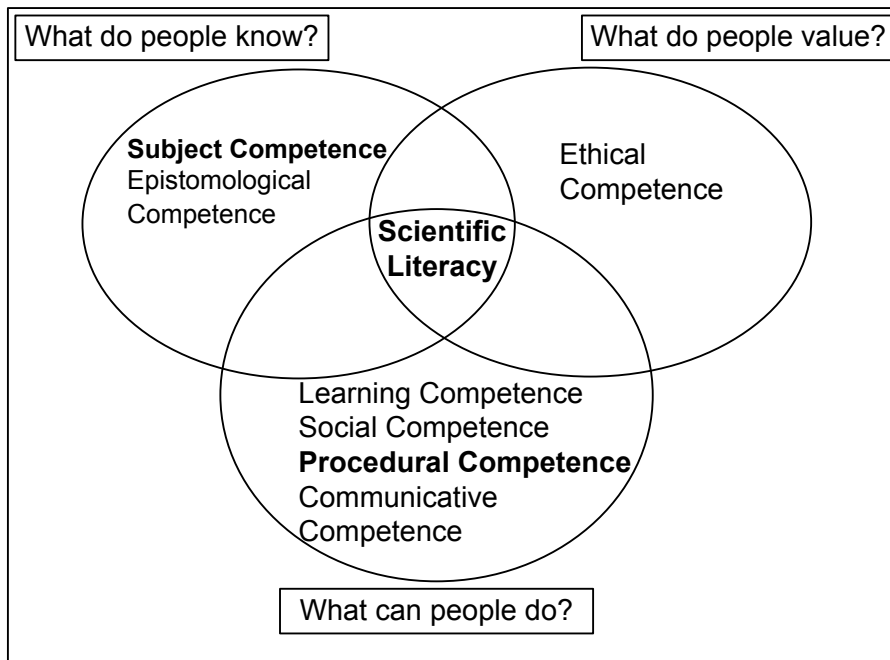 What do people know?
What do people value?
Subject Competence
Epistomological
Competence
Ethical
Competence
Scientific
Literacy
Learning Competence
Social Competence
Procedural Competence
Communicative
Competence
What can people do?